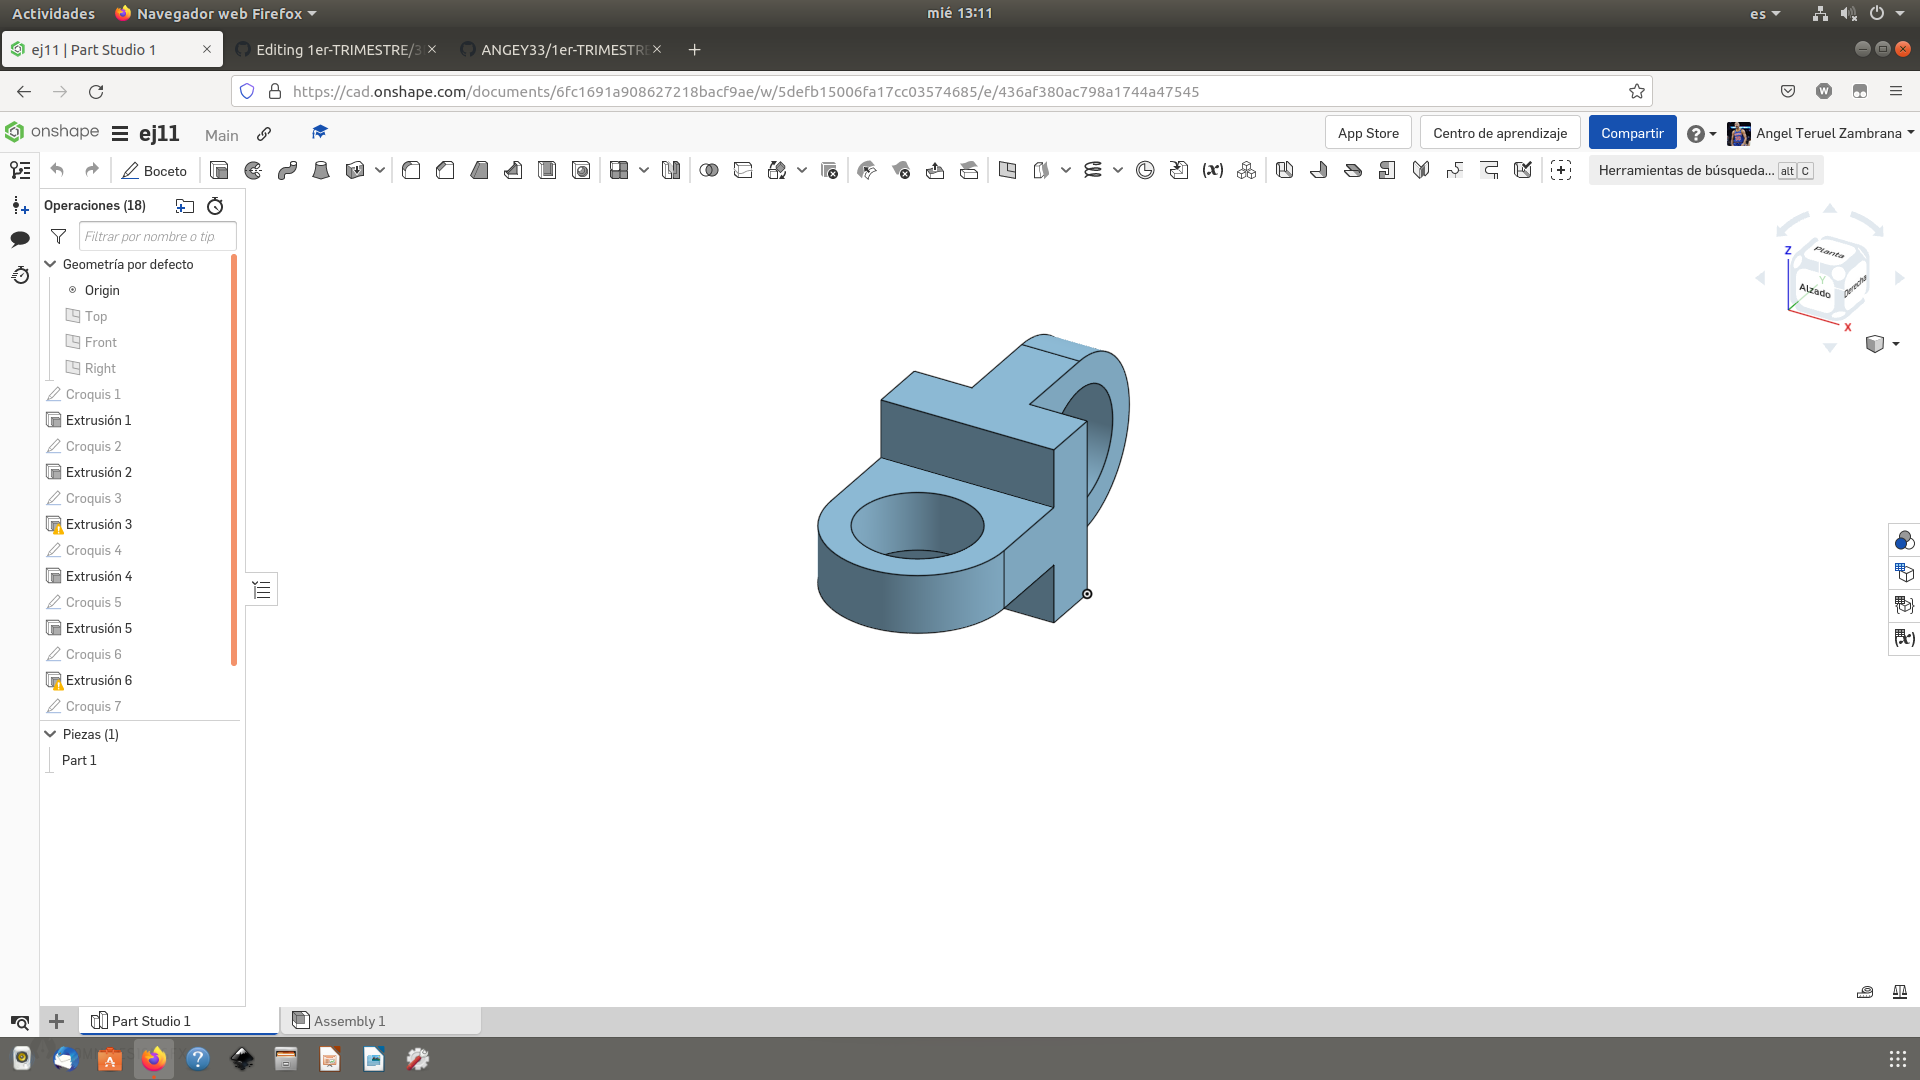 Actividades
Navegador web Firefox
mié 13:11
es
ej11 | Part Studio 1
Editing 1er-TRIMESTRE/3
ANGEY33/1er-TRIMESTRE
https://cad.onshape.com/documents/6fc1691a908627218bacf9ae/w/5defb15006fa17cc03574685/e/436af380ac798a1744a47545
onshape
ej11
Main
App Store
Centro de aprendizaje
Compartir
Angel Teruel Zambrana
Boceto
Herramientas de búsqueda...
alt C
Operaciones (18)
Filtrar por nombre o tip
Geometría por defecto
Origin
Top
Front
Right
Croquis 1
Extrusión 1
Croquis 2
Extrusión 2
Croquis 3
Extrusión 3
Croquis 4
Extrusión 4
Croquis 5
Extrusión 5
Croquis 6
Extrusión 6
Croquis 7
Piezas (1)
Part 1
Z
Planta
Y
Alzado
Derecha
X
Part Studio 1
Assembly 1